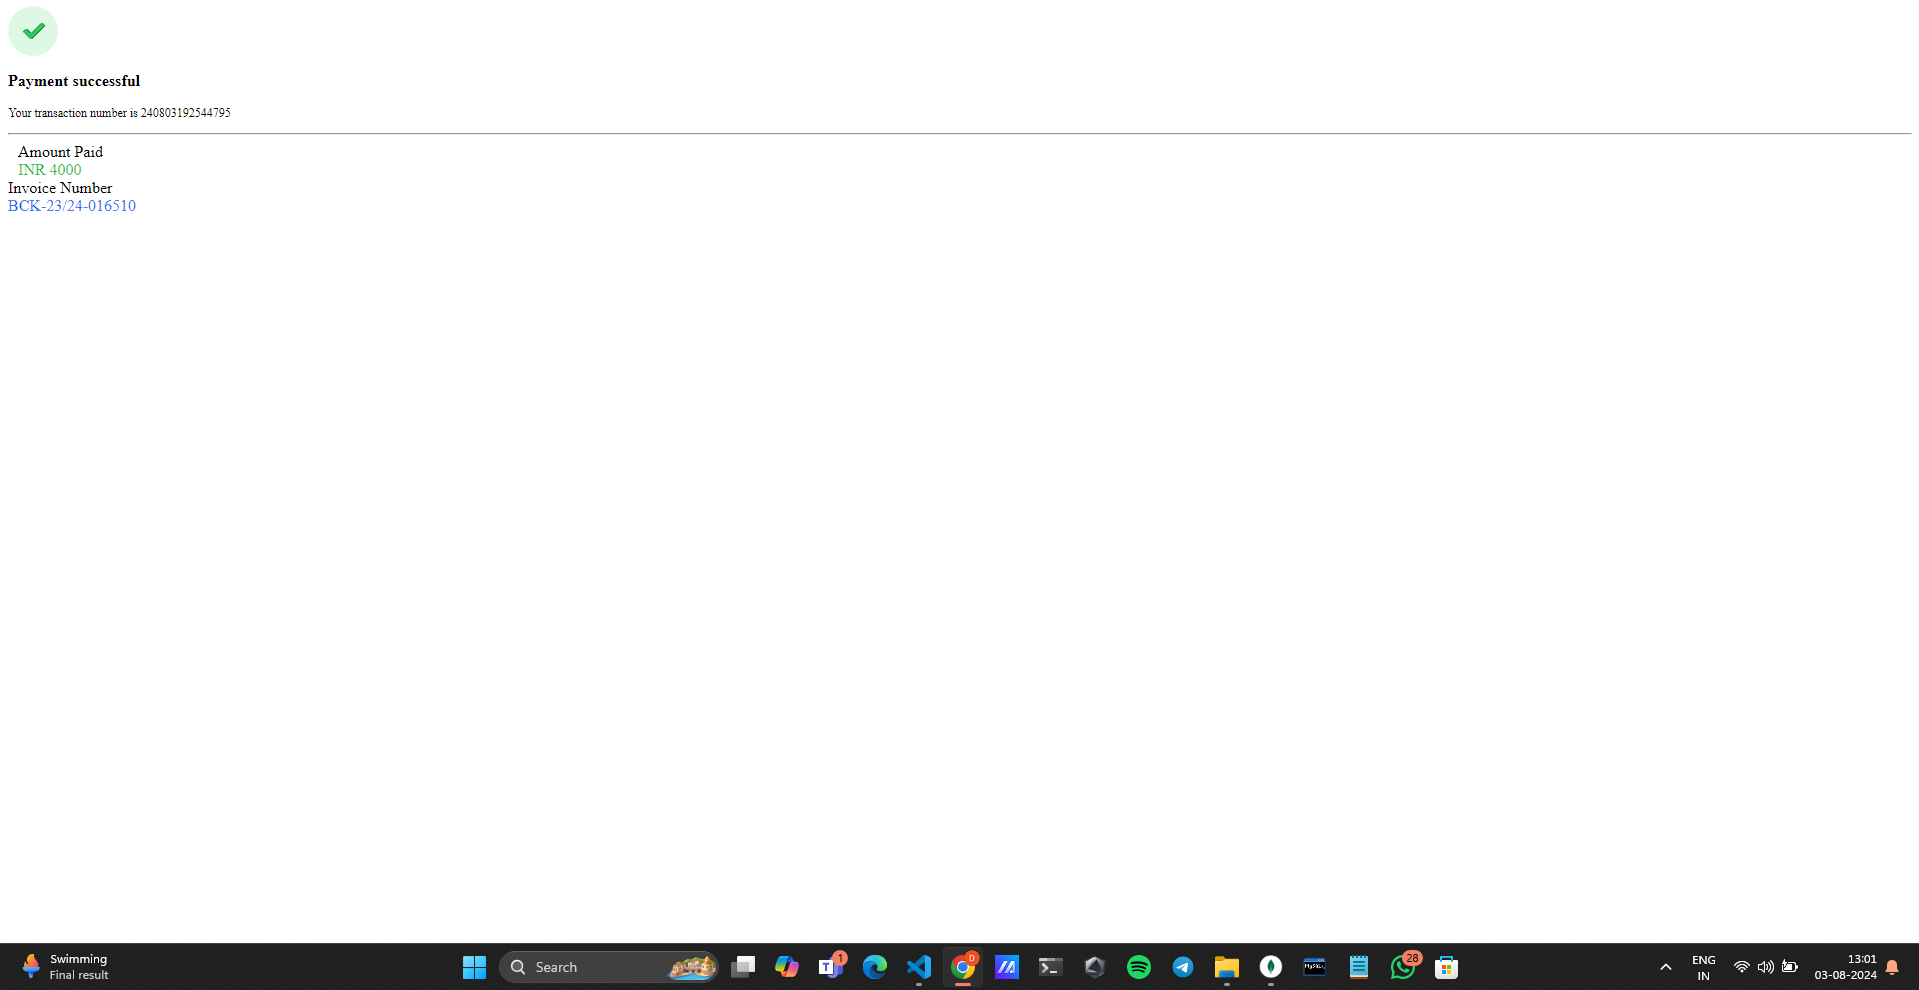 Payment successful
Your transaction number is 240803192544795
Amount Paid
INR 4000
Invoice Number
BCK-23/24-016510
Swimming
Final result
Search
1
D
MySQL
28
ENG
IN
13:01
03-08-2024